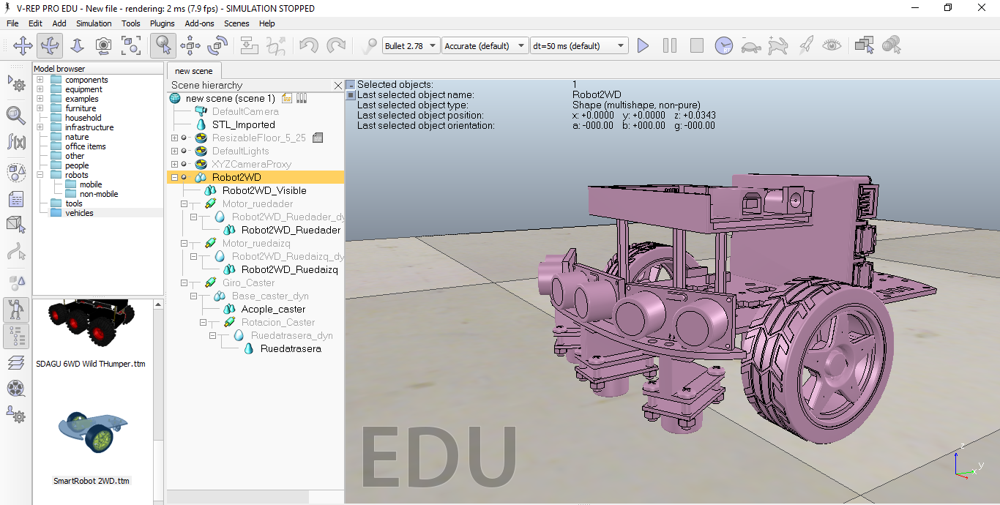 V-REP PRO EDU - New file - rendering: 2 ms (7.9 fps) - SIMULATION STOPPED
File Edit Add Simulation Tools Plugins Add-ons Scenes Help
Bullet 2.78 Accurate (default) dt=50 ms (default)
Model browser
components
equipment
examples
furniture
household
infrastructure
nature
office items
other
people
robots
mobile
non-mobile
tools
vehicles
SDAGU 6WD Wild THumper.ttm
SmartRobot 2WD.ttm
new scene
Scene hierarchy
new scene (scene 1)
DefaultCamera
STL_Imported
ResizableFloor_5_25
DefaultLights
XYZCameraProxy
Robot2WD
Robot2WD_Visible
Motor_ruedader
Robot2WD_Ruedader_dy
Robot2WD_Ruedader
Motor_ruedaizq
Robot2WD_Ruedaizq_dy
Robot2WD_Ruedaizq
Giro_Caster
Base_caster_dyn
Acople_caster
Rotacion_Caster
Ruedatrasera_dyn
Ruedatrasera
Selected objects: 1
Last selected object name: Robot2WD
Last selected object type: Shape (multishape, non-pure)
Last selected object position: x: +0.0000 y: +0.0000 z: +0.0343
Last selected object orientation: a: -000.00 b: +000.00 g: -000.00
EDU
z
x y